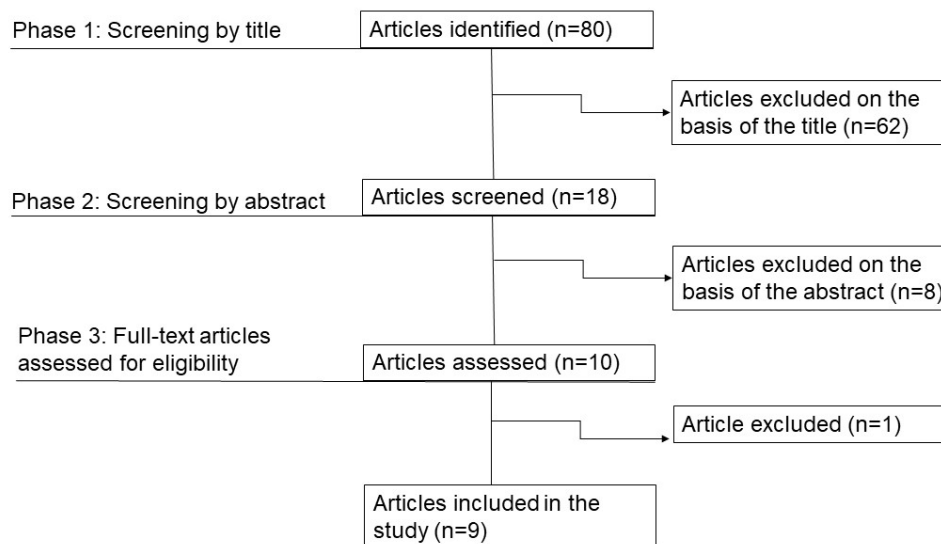 Phase 1: Screening by title
Articles identified (n=80)
Articles excluded on the
basis of the title (n=62)
Phase 2: Screening by abstract
Articles screened (n=18)
Articles excluded on the
basis of the abstract (n=8)
Phase 3: Full-text articles
assessed for eligibility
Articles assessed (n=10)
Article excluded (n=1)
Articles included in the
study (n=9)